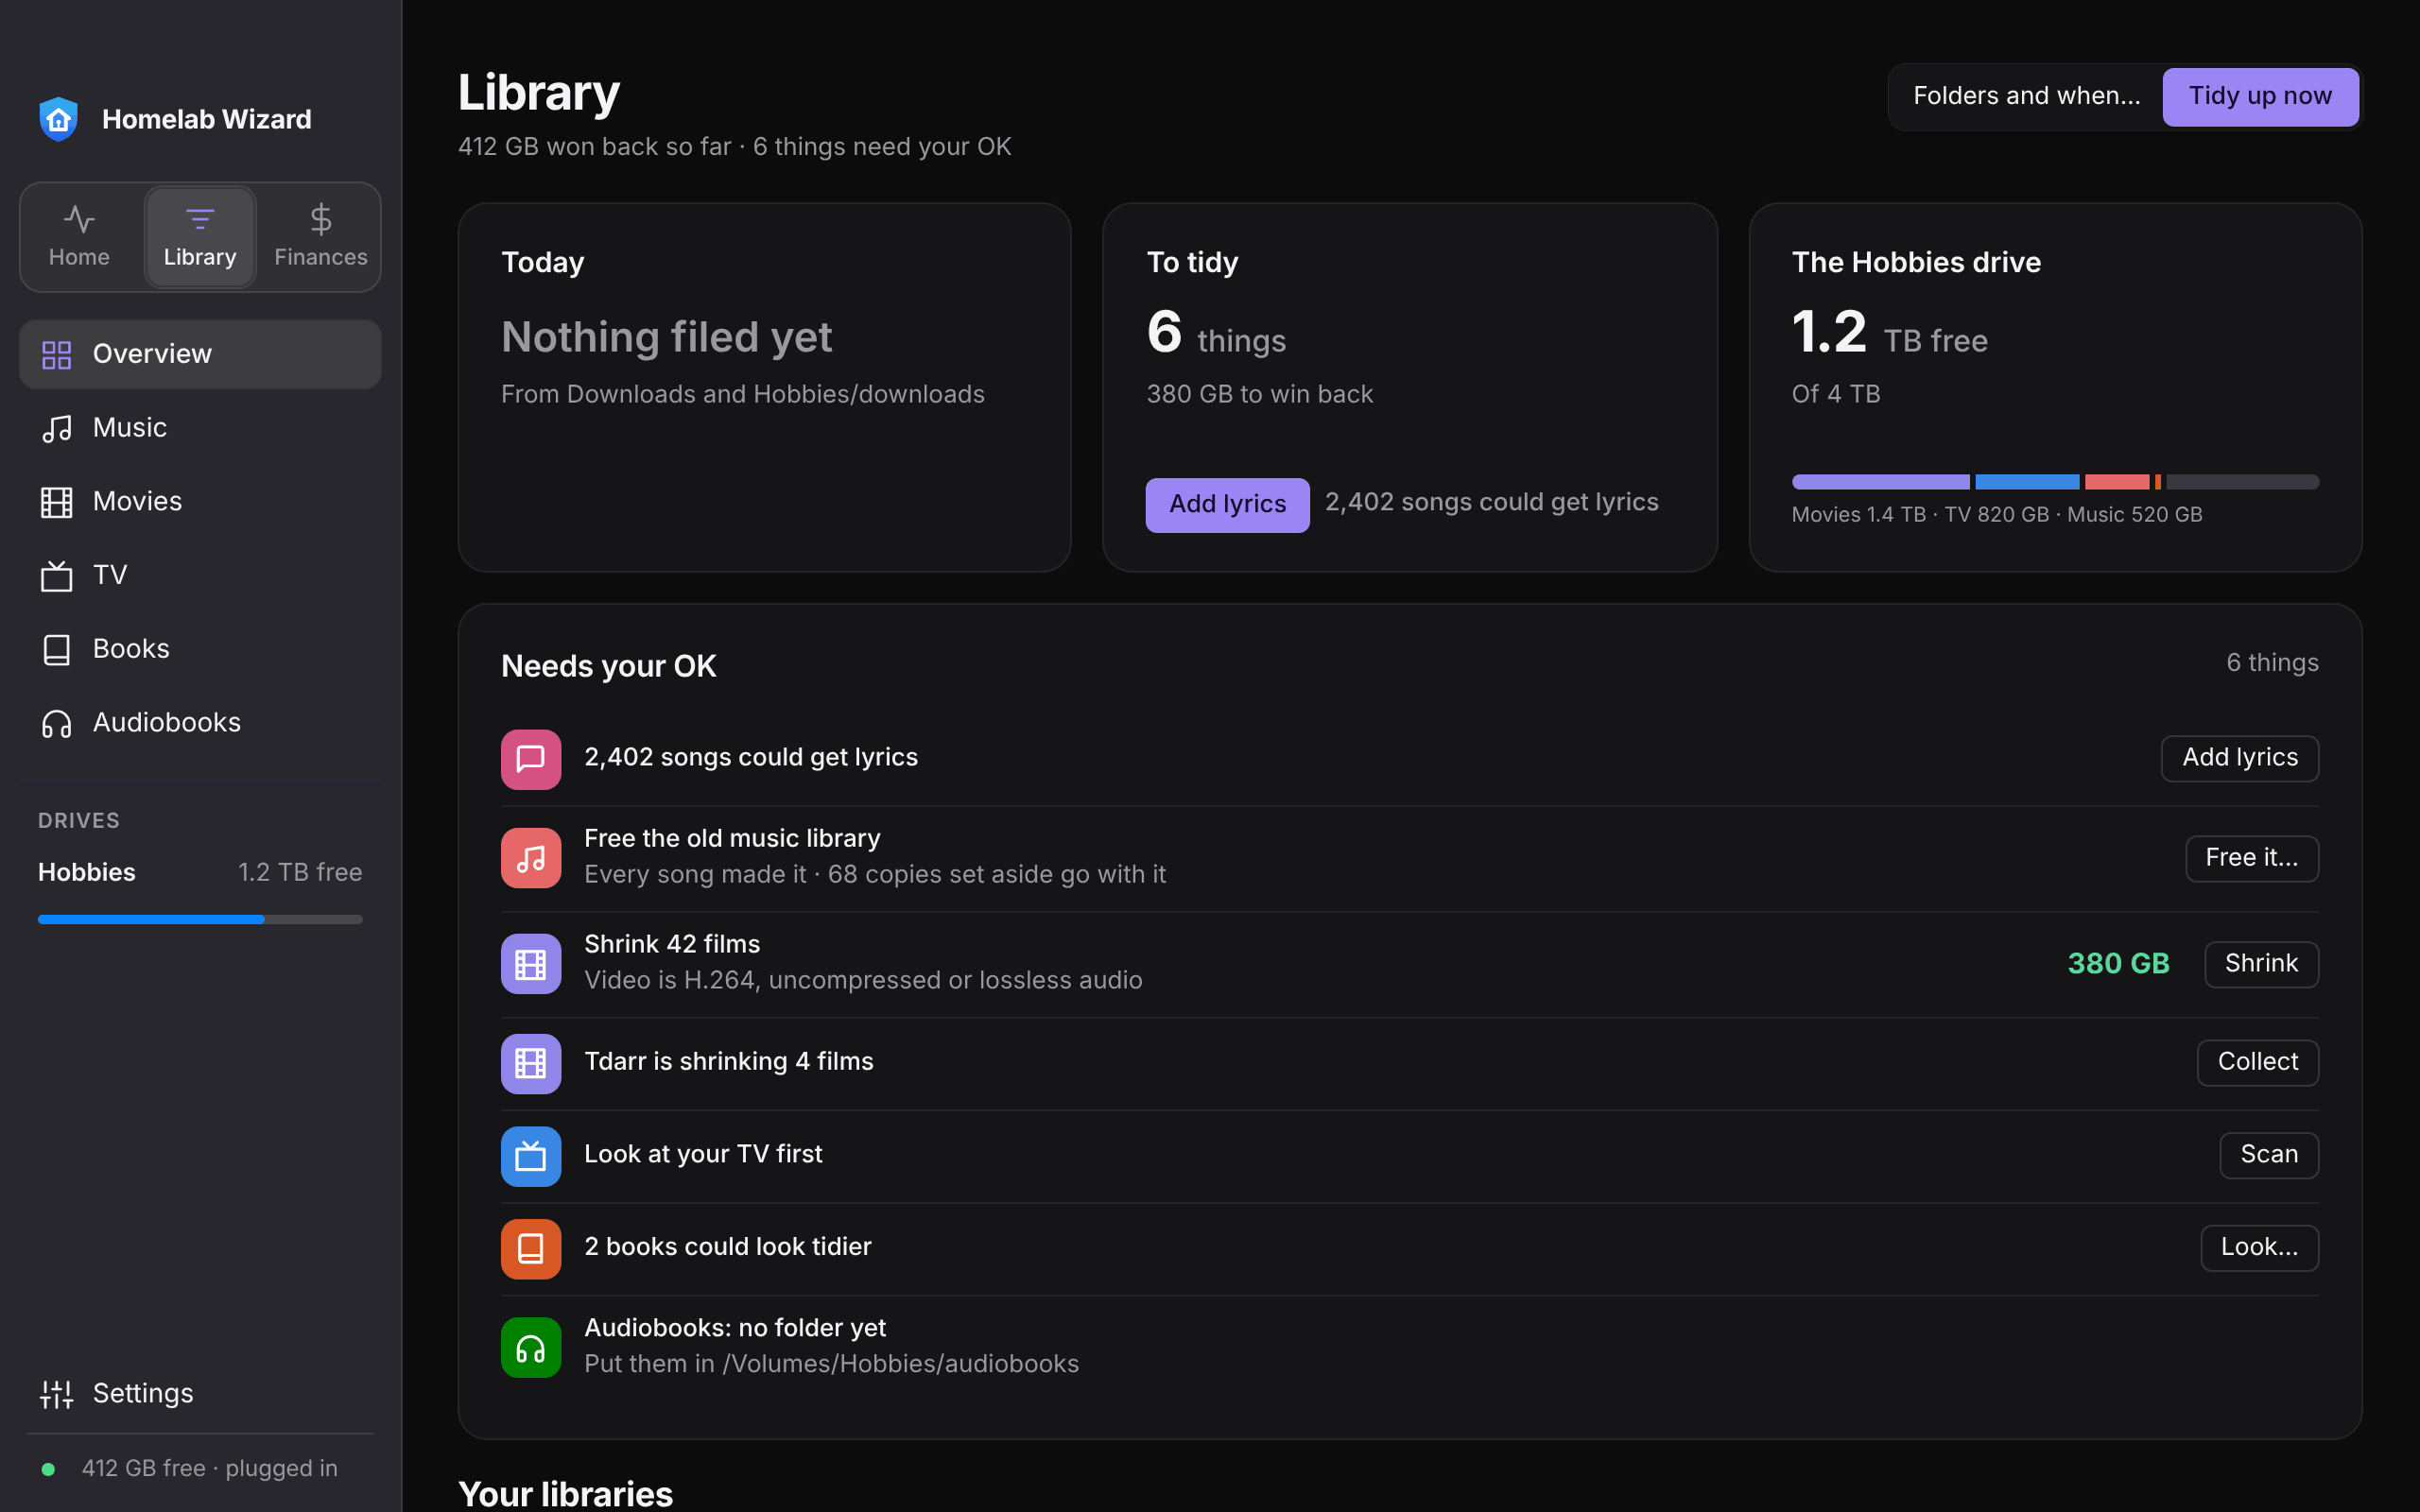 Homelab Wizard
Home
Library
Finances
Overview
Music
Movies
TV
Books
Audiobooks
DRIVES
Hobbies
1.2 TB free
Settings
412 GB free · plugged in
Library
412 GB won back so far · 6 things need your OK
Folders and when...
Tidy up now
Today
Nothing filed yet
From Downloads and Hobbies/downloads
To tidy
6 things
380 GB to win back
Add lyrics
2,402 songs could get lyrics
The Hobbies drive
1.2 TB free
Of 4 TB
Movies 1.4 TB · TV 820 GB · Music 520 GB
Needs your OK
6 things
2,402 songs could get lyrics
Add lyrics
Free the old music library
Every song made it · 68 copies set aside go with it
Free it...
Shrink 42 films
Video is H.264, uncompressed or lossless audio
380 GB
Shrink
Tdarr is shrinking 4 films
Collect
Look at your TV first
Scan
2 books could look tidier
Look...
Audiobooks: no folder yet
Put them in /Volumes/Hobbies/audiobooks
Your libraries